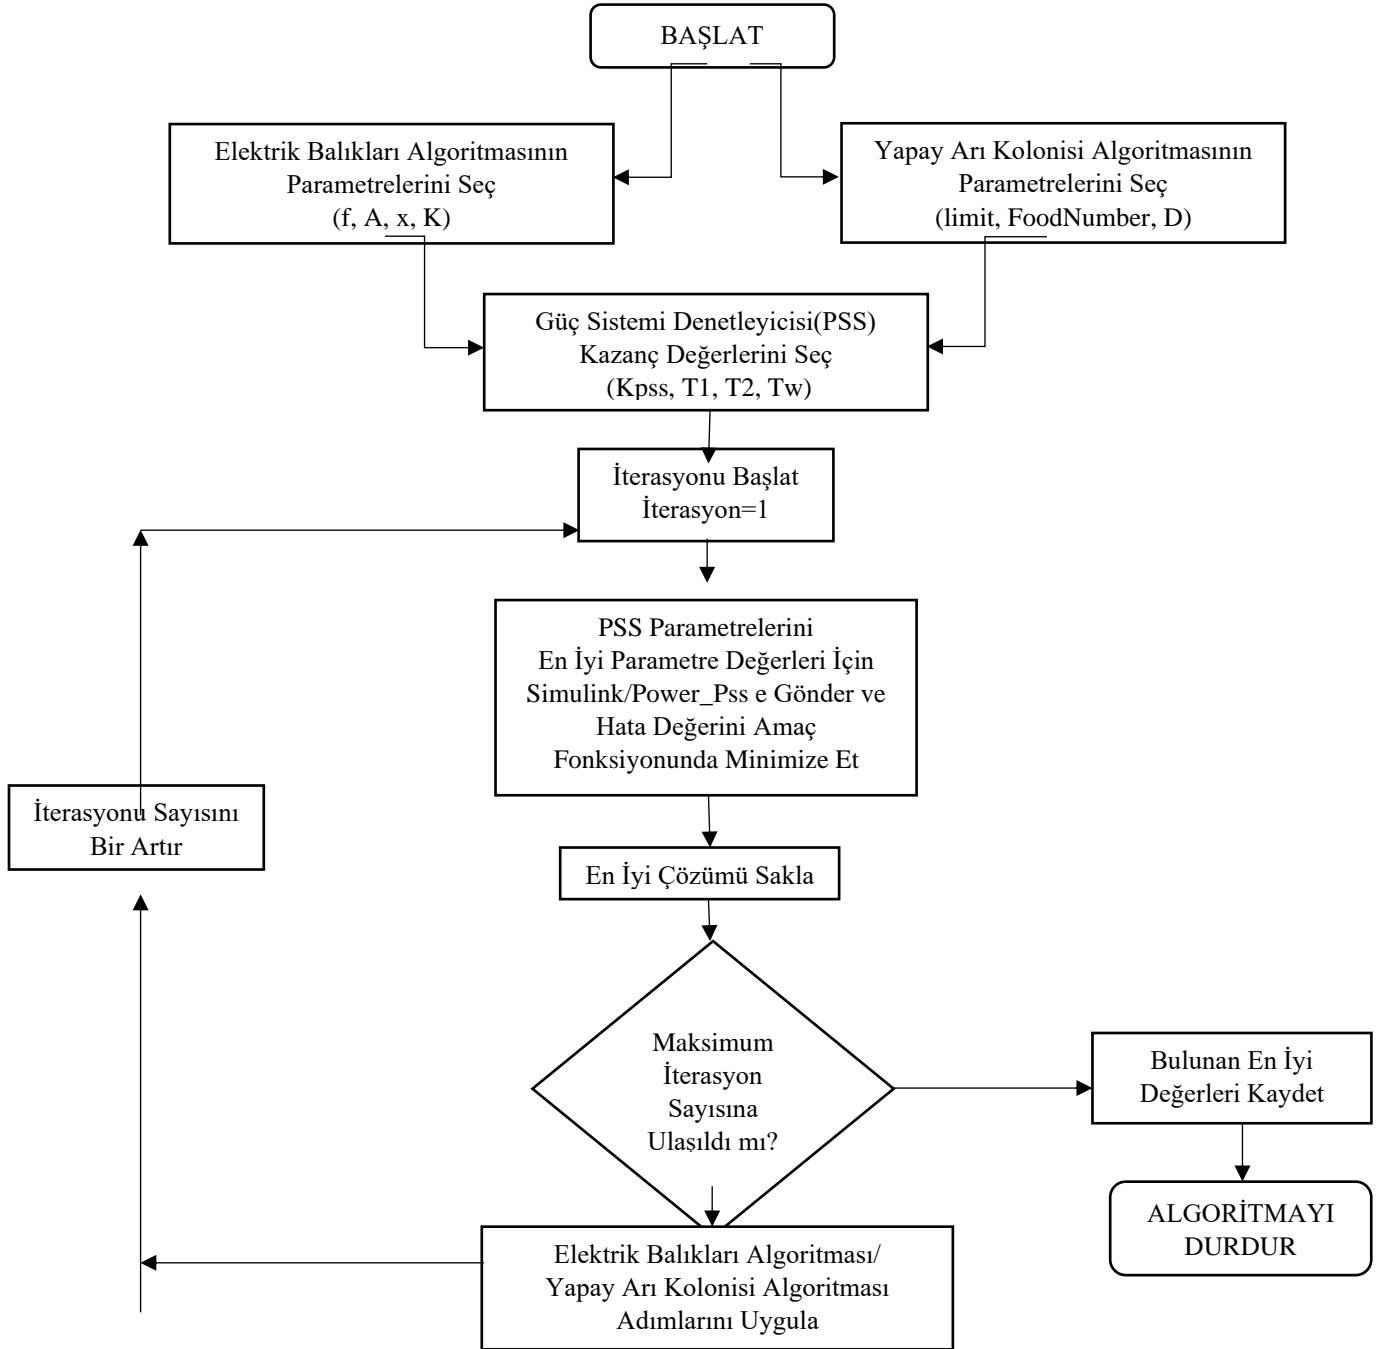 BAŞLAT
Elektrik Balıkları Algoritmasının
Parametrelerini Seç
(f, A, x, K)
Yapay Arı Kolonisi Algoritmasının
Parametrelerini Seç
(limit, FoodNumber, D)
Güç Sistemi Denetleyicisi(PSS)
Kazanç Değerlerini Seç
(Kpss, T1, T2, Tw)
İterasyonu Başlat
İterasyon=1
PSS Parametrelerini
En İyi Parametre Değerleri İçin
Simulink/Power_Pss e Gönder ve
Hata Değerini Amaç
Fonksiyonunda Minimize Et
İterasyonu Sayısını
Bir Artır
En İyi Çözümü Sakla
Maksimum
İterasyon
Sayısına
Ulaşıldı mı?
Bulunan En İyi
Değerleri Kaydet
ALGORİTMAYI
DURDUR
Elektrik Balıkları Algoritması/
Yapay Arı Kolonisi Algoritması
Adımlarını Uygula